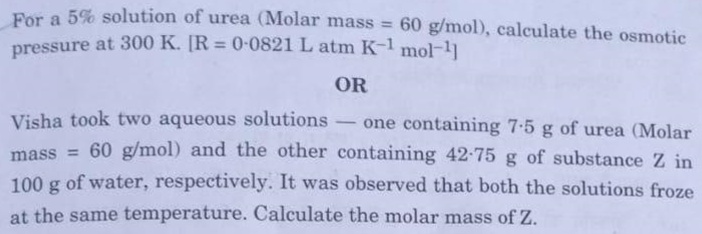 For a 5% solution of urea (Molar mass = 60 g/mol), calculate the osmotic
pressure at 300 K. [R = 0·0821 L atm K⁻¹ mol⁻¹]
OR
Visha took two aqueous solutions — one containing 7·5 g of urea (Molar
mass = 60 g/mol) and the other containing 42·75 g of substance Z in
100 g of water, respectively. It was observed that both the solutions froze
at the same temperature. Calculate the molar mass of Z.